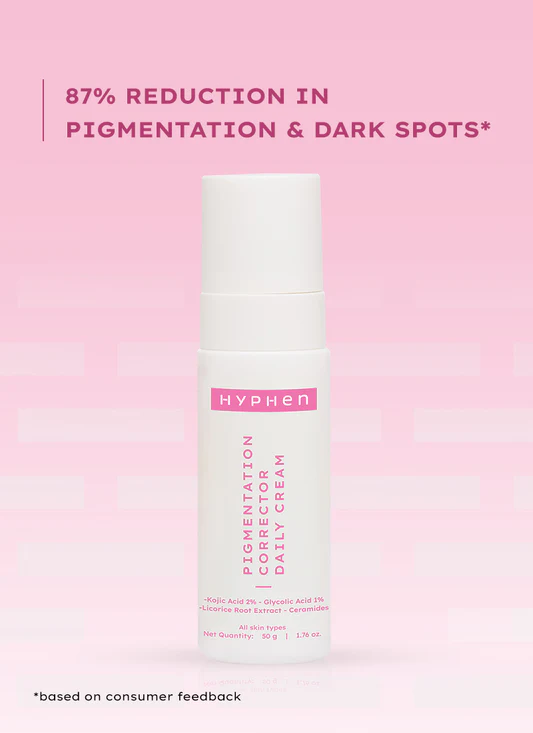 87% REDUCTION IN
PIGMENTATION & DARK SPOTS*
HYPHEN
PIGMENTATION
CORRECTOR
DAILY CREAM
-Kojic Acid 2% - Glycolic Acid 1%
-Licorice Root Extract - Ceramides
All skin types
Net Quantity: 50 g | 1.76 oz.
*based on consumer feedback